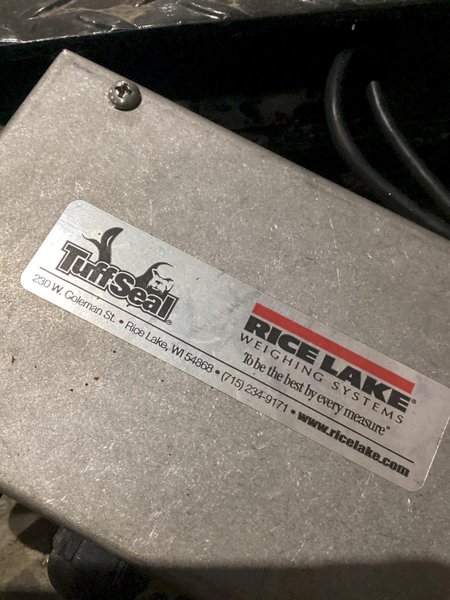 TuffSeal®
RICE LAKE®
WEIGHING SYSTEMS
To be the best by every measure®
230 W. Coleman St. • Rice Lake, WI 54868 • (715) 234-9171 • www.ricelake.com